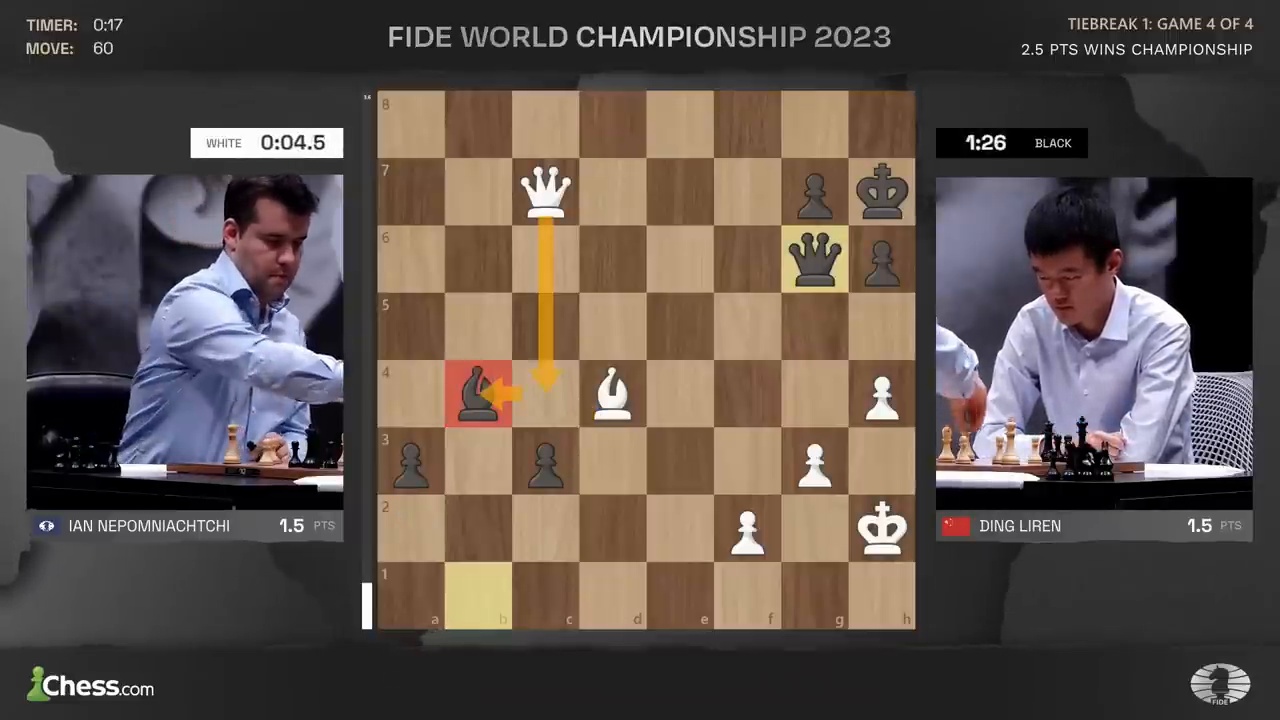 TIMER: 0:17
MOVE: 60
FIDE WORLD CHAMPIONSHIP 2023
TIEBREAK 1: GAME 4 OF 4
2.5 PTS WINS CHAMPIONSHIP
WHITE 0:04.5
1:26 BLACK
8
7
6
5
4
3
2
1
a b c d e f g h
IAN NEPOMNIACHTCHI 1.5 PTS
DING LIREN 1.5 PTS
Chess.com
FIDE